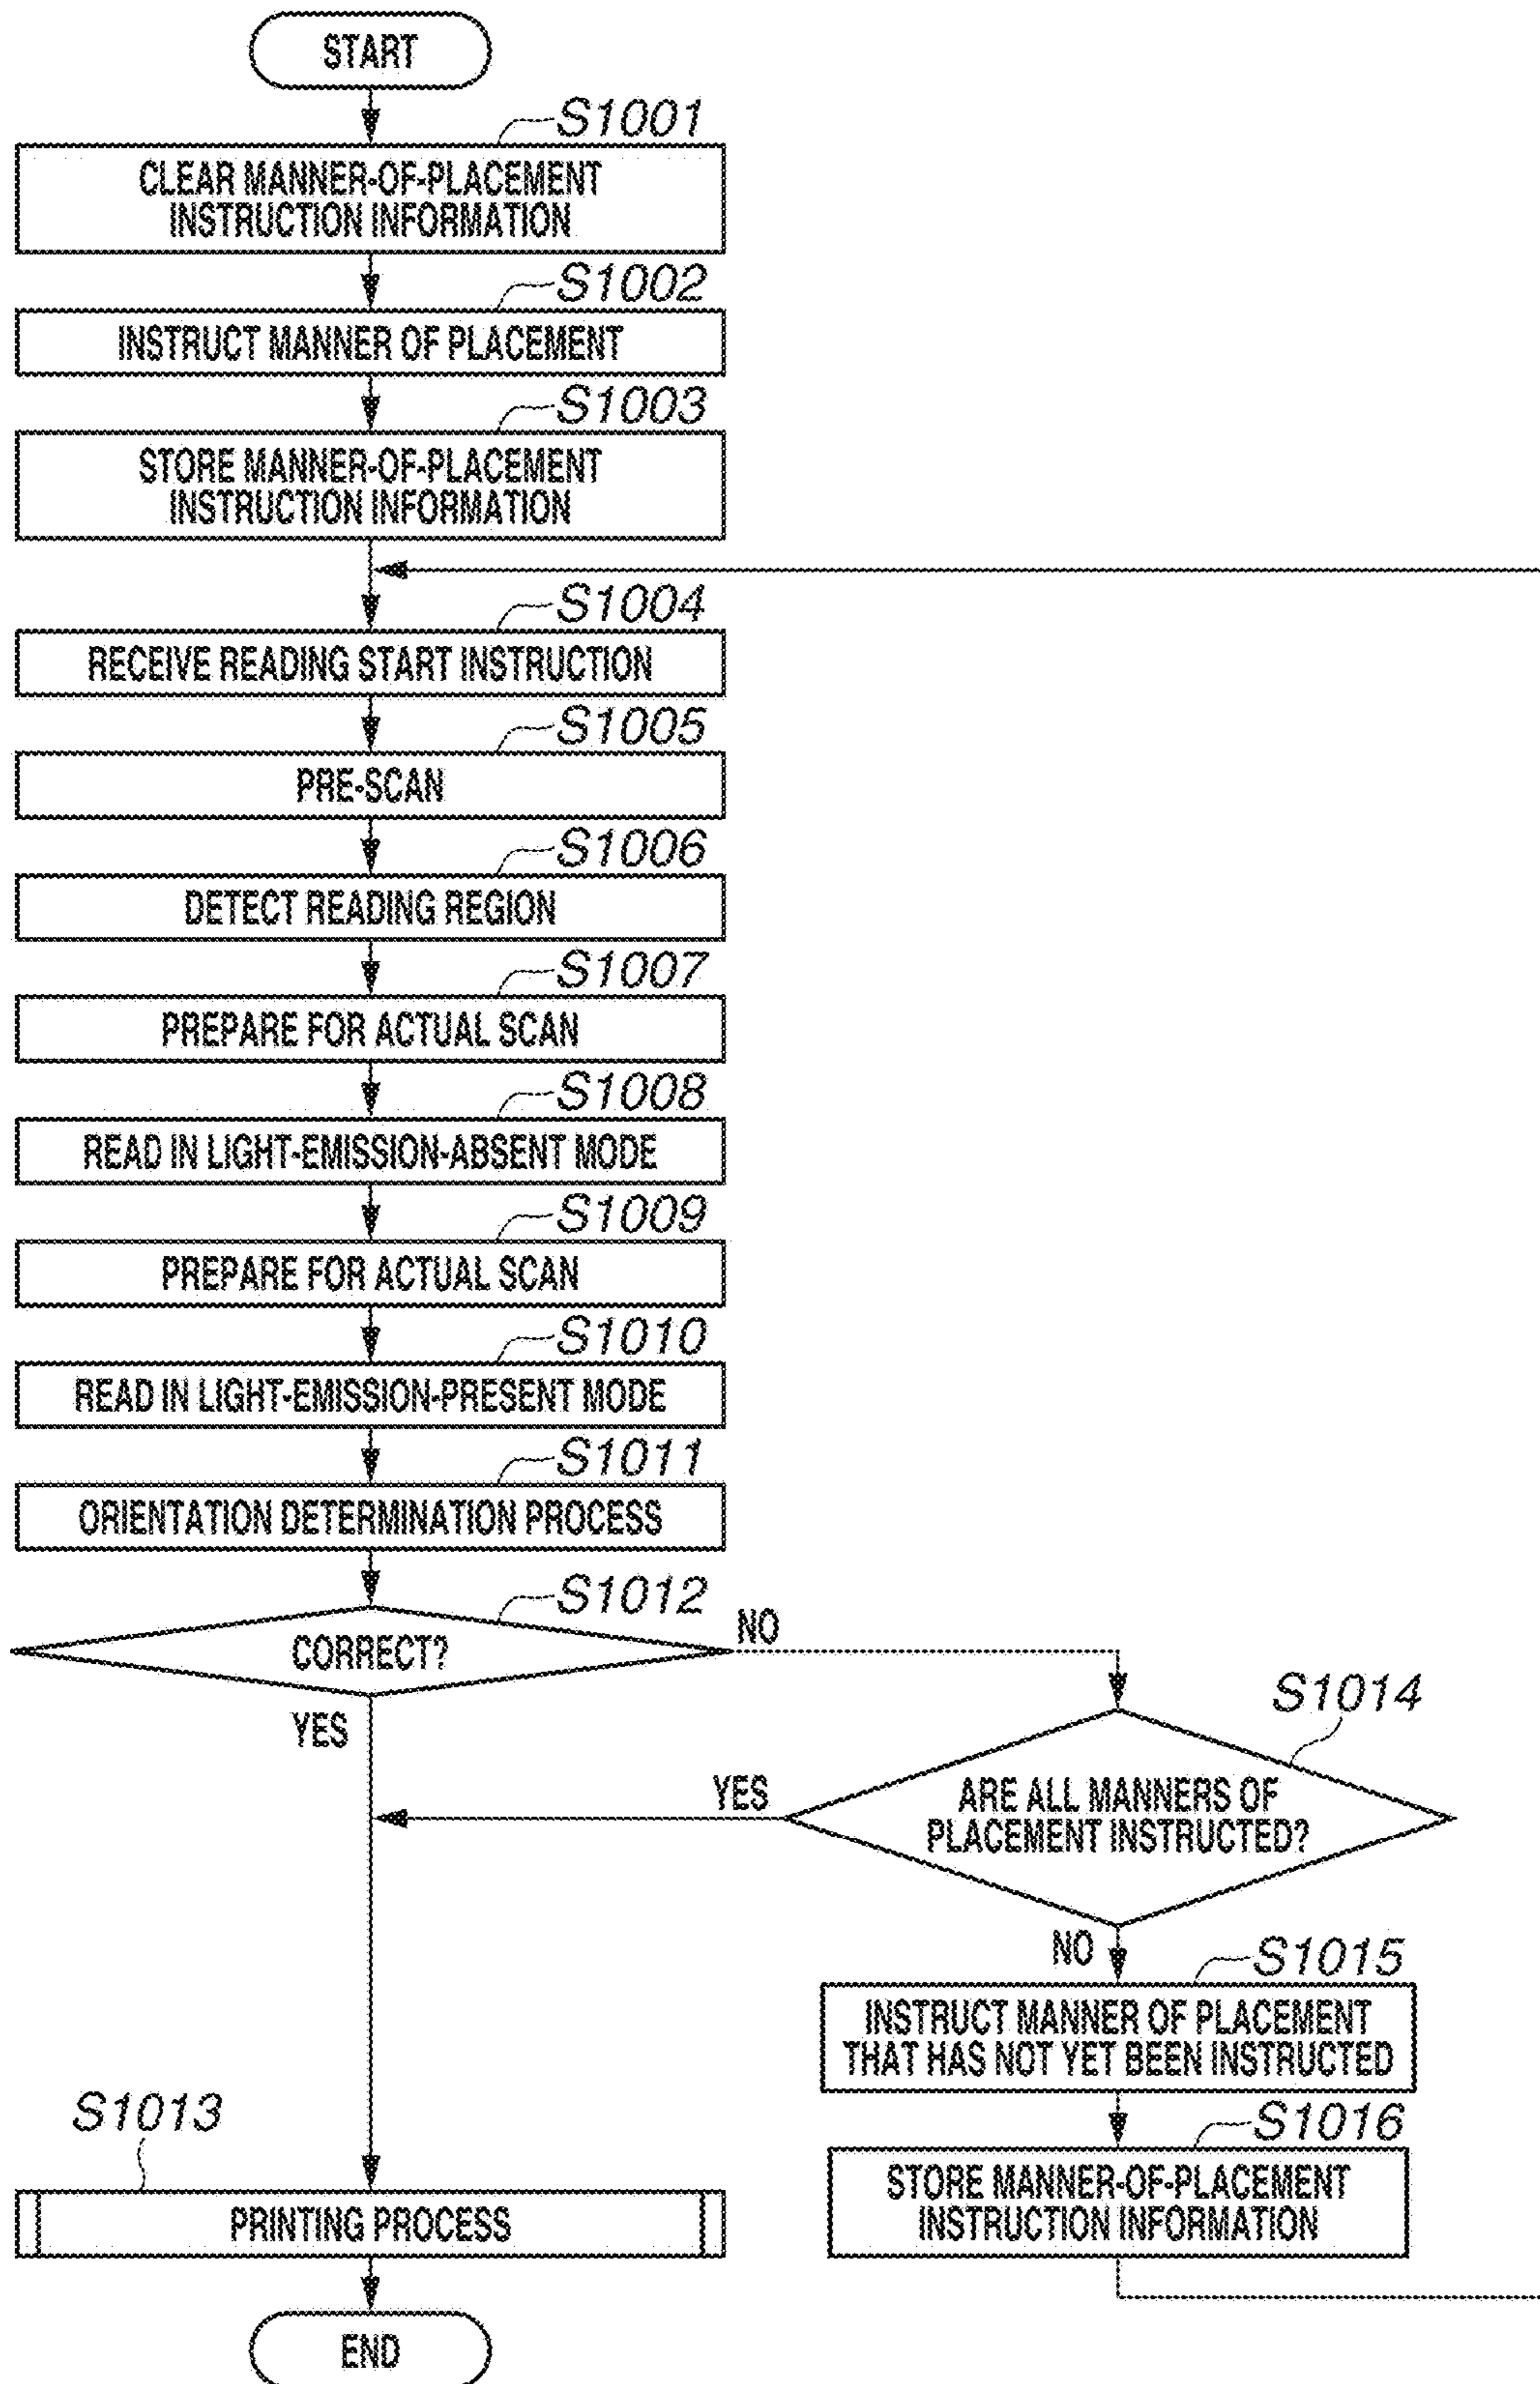 START
S1001
CLEAR MANNER-OF-PLACEMENT
INSTRUCTION INFORMATION
S1002
INSTRUCT MANNER OF PLACEMENT
S1003
STORE MANNER-OF-PLACEMENT
INSTRUCTION INFORMATION
S1004
RECEIVE READING START INSTRUCTION
S1005
PRE-SCAN
S1006
DETECT READING REGION
S1007
PREPARE FOR ACTUAL SCAN
S1008
READ IN LIGHT-EMISSION-ABSENT MODE
S1009
PREPARE FOR ACTUAL SCAN
S1010
READ IN LIGHT-EMISSION-PRESENT MODE
S1011
ORIENTATION DETERMINATION PROCESS
S1012
CORRECT?
NO
YES
S1014
ARE ALL MANNERS OF
PLACEMENT INSTRUCTED?
YES
NO
S1015
INSTRUCT MANNER OF PLACEMENT
THAT HAS NOT YET BEEN INSTRUCTED
S1016
STORE MANNER-OF-PLACEMENT
INSTRUCTION INFORMATION
S1013
PRINTING PROCESS
END